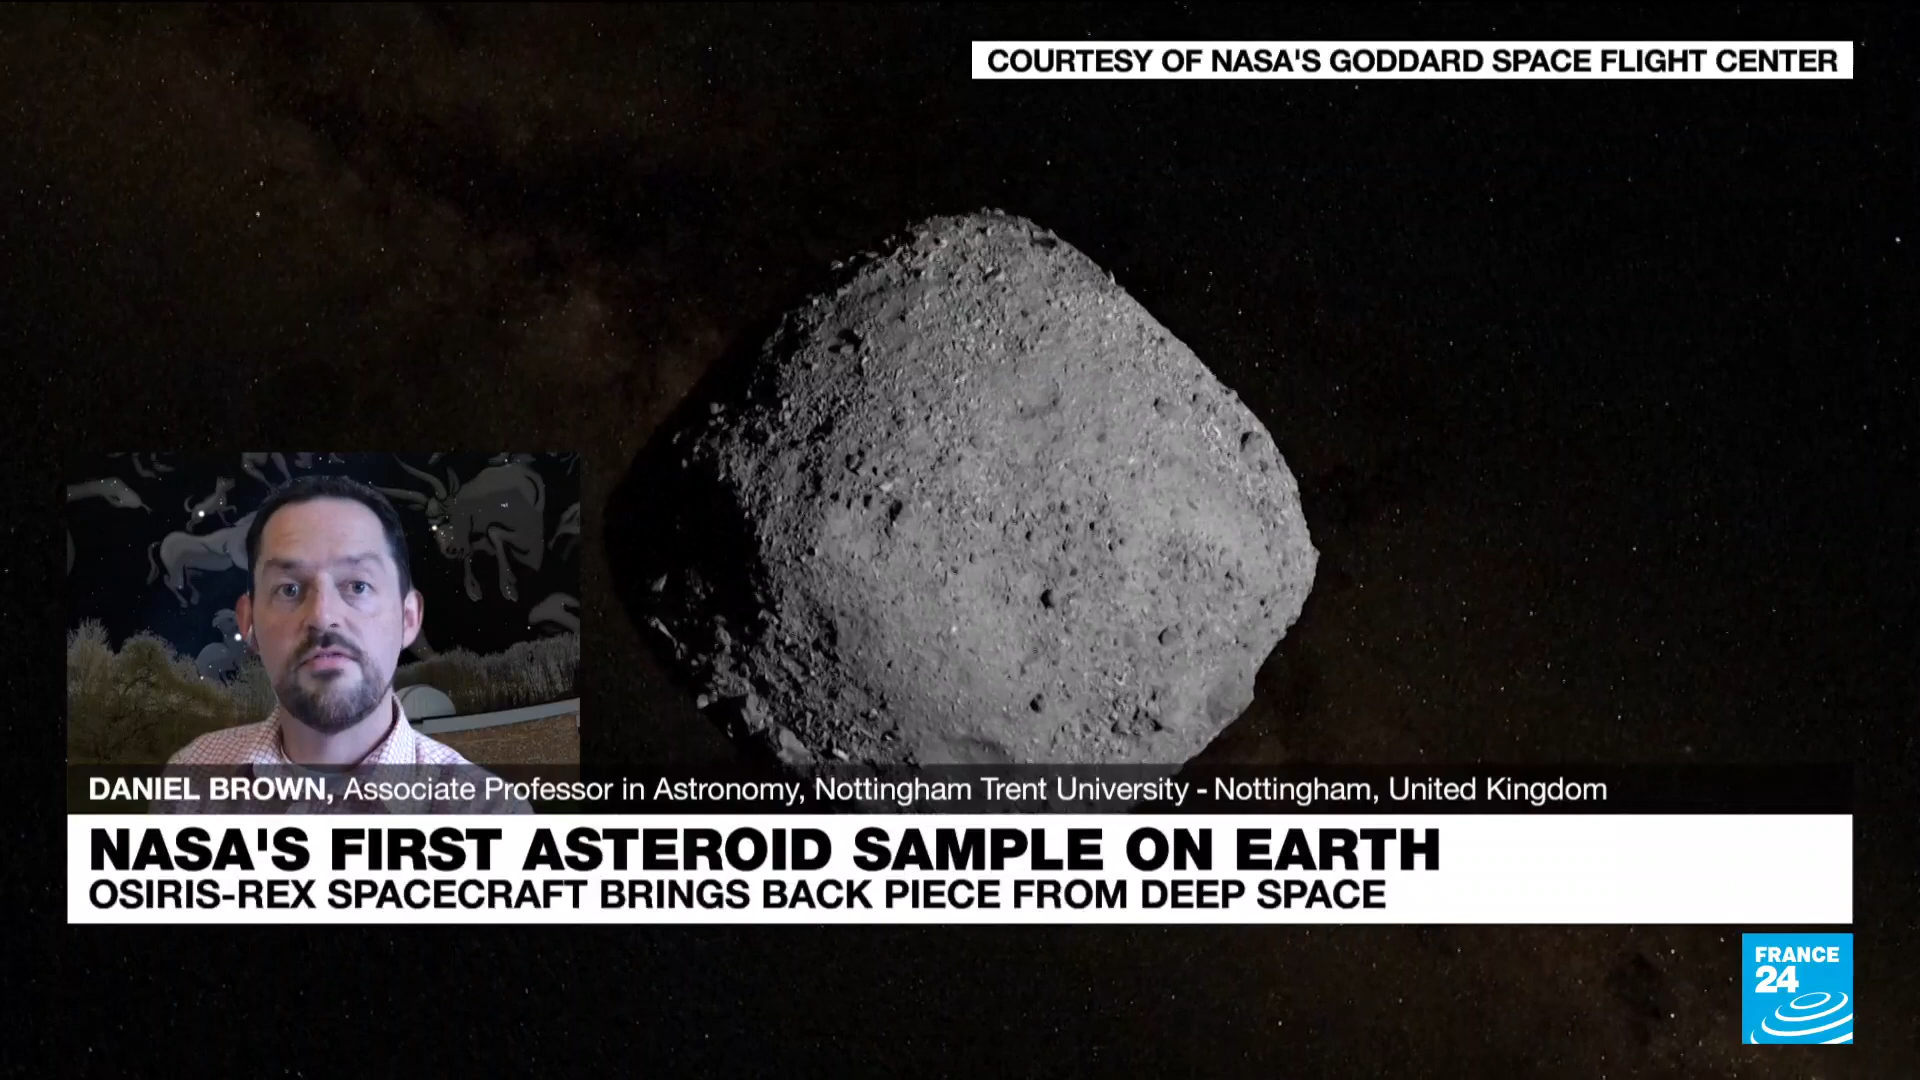 COURTESY OF NASA'S GODDARD SPACE FLIGHT CENTER
DANIEL BROWN, Associate Professor in Astronomy, Nottingham Trent University - Nottingham, United Kingdom
NASA'S FIRST ASTEROID SAMPLE ON EARTH
OSIRIS-REX SPACECRAFT BRINGS BACK PIECE FROM DEEP SPACE
FRANCE
24